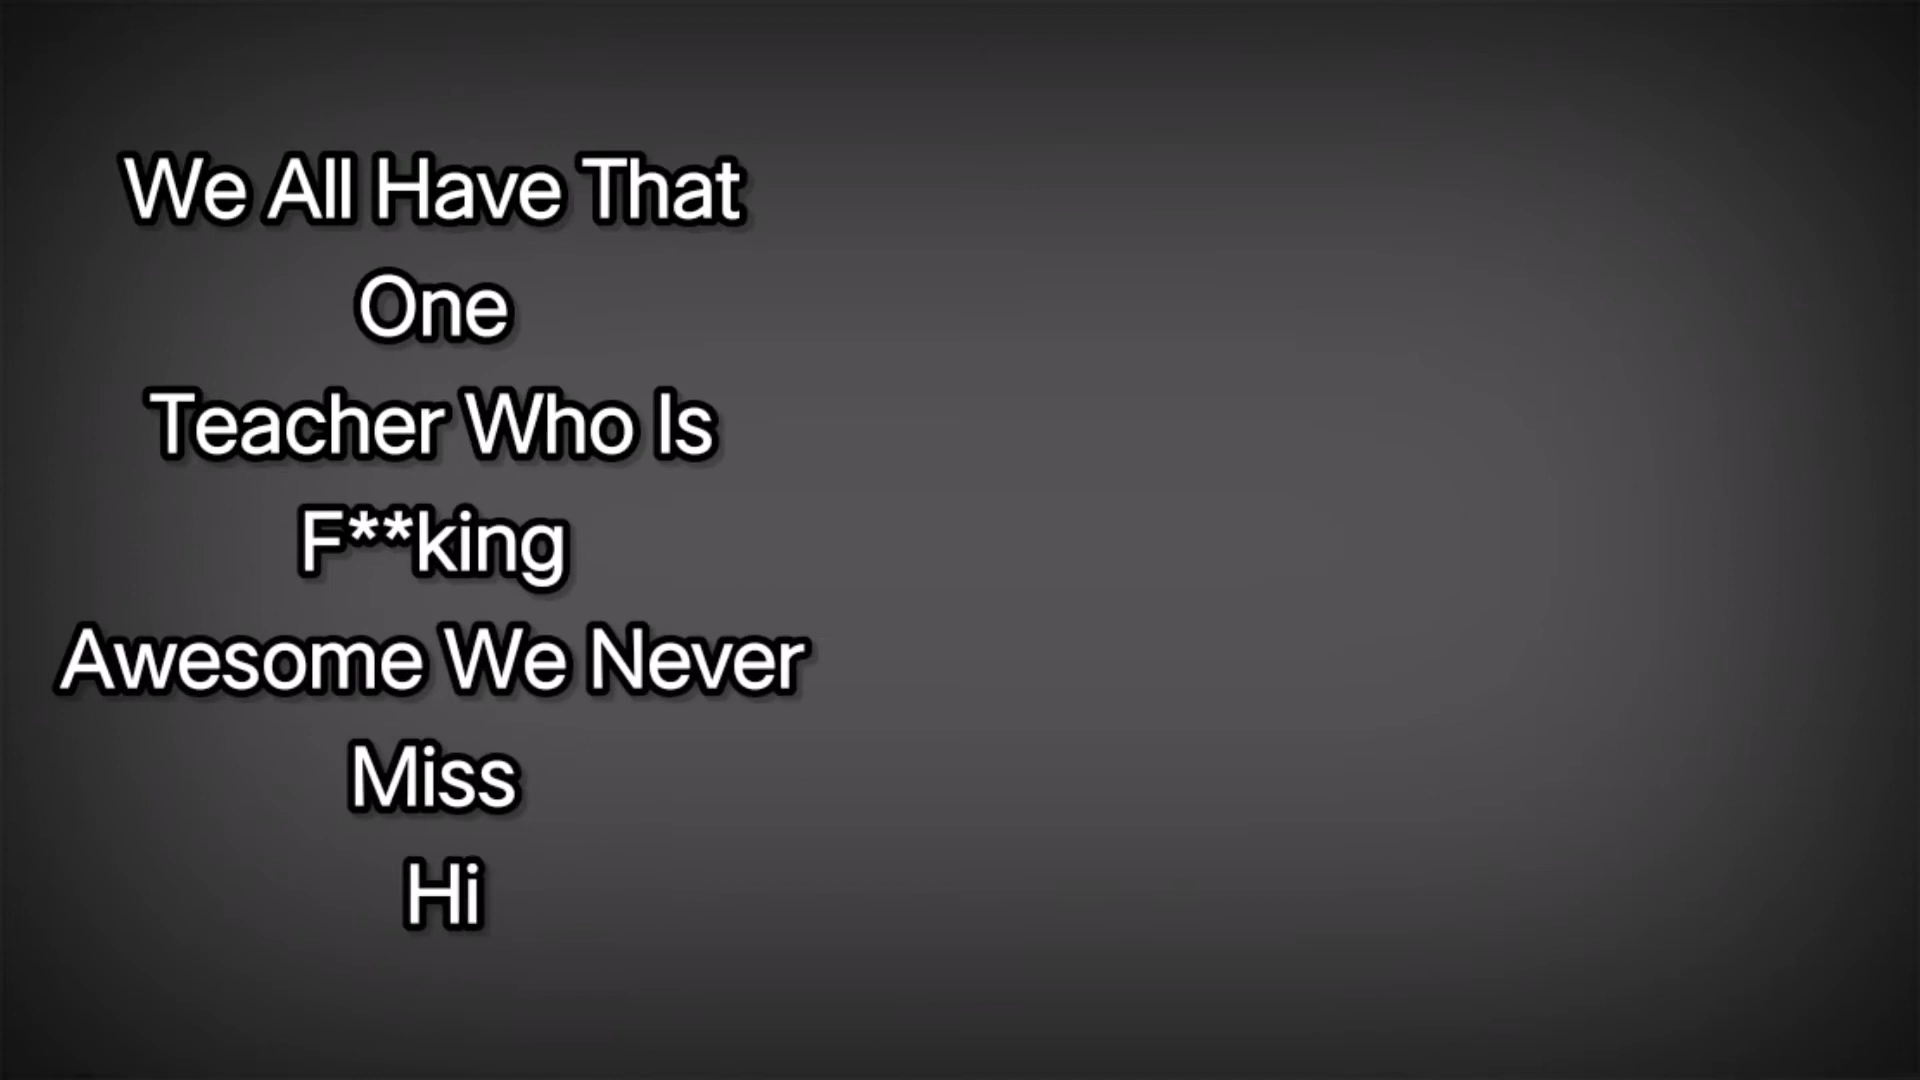 We All Have That
One
Teacher Who Is
F**king
Awesome We Never
Miss
Hi